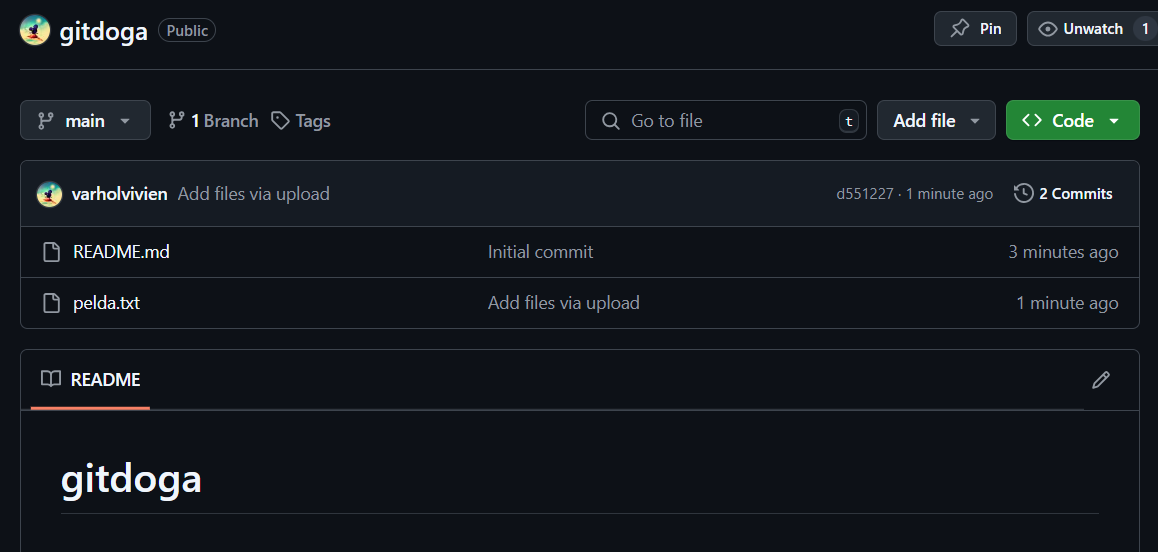 gitdoga Public Pin Unwatch 1
main 1 Branch Tags Go to file t Add file Code
varholvivien Add files via upload d551227 · 1 minute ago 2 Commits
README.md Initial commit 3 minutes ago
pelda.txt Add files via upload 1 minute ago
README
gitdoga